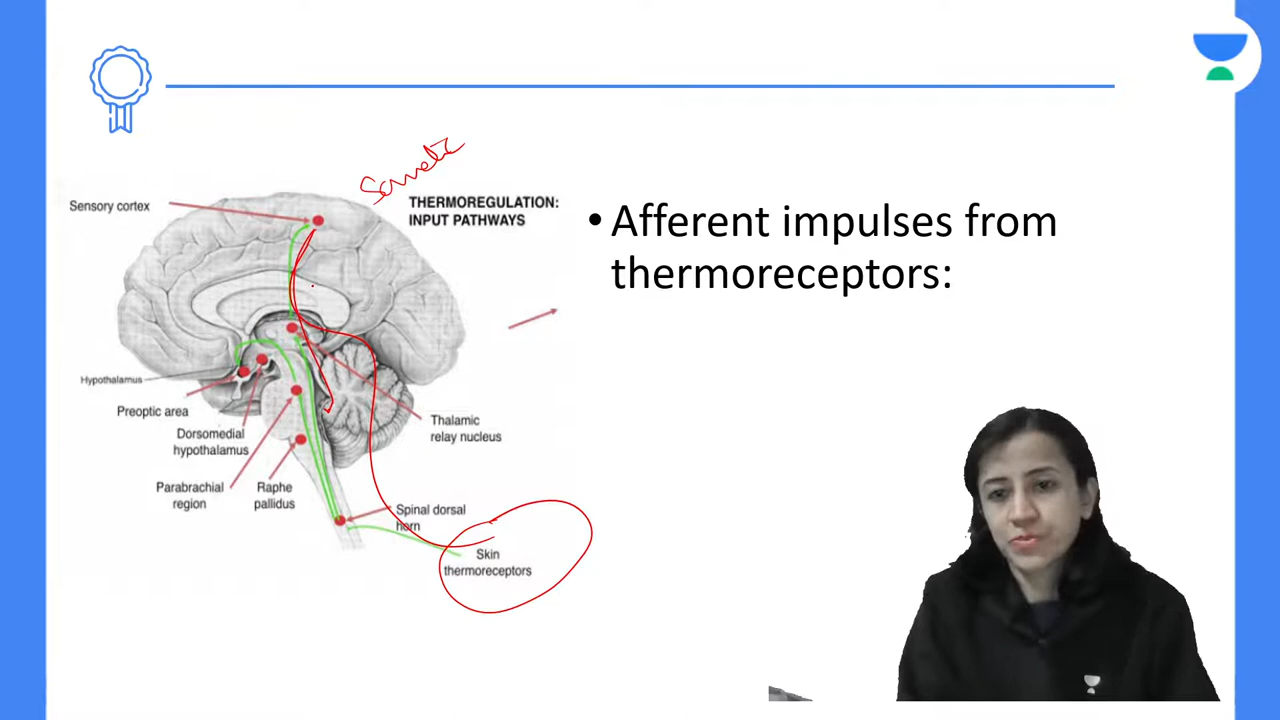 Somatic
THERMOREGULATION:
INPUT PATHWAYS
Sensory cortex
Hypothalamus
Preoptic area
Dorsomedial
hypothalamus
Parabrachial
region
Raphe
pallidus
Thalamic
relay nucleus
Spinal dorsal
horn
Skin
thermoreceptors
• Afferent impulses from
thermoreceptors: